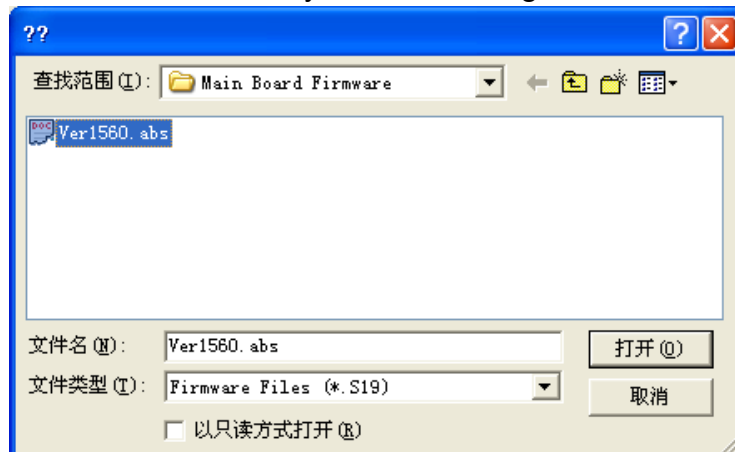 ??
查找范围(I): Main Board Firmware
DOC
Ver1560.abs
文件名(N): Ver1560.abs 打开(O)
文件类型(T): Firmware Files (*.S19)
取消
以只读方式打开(R)